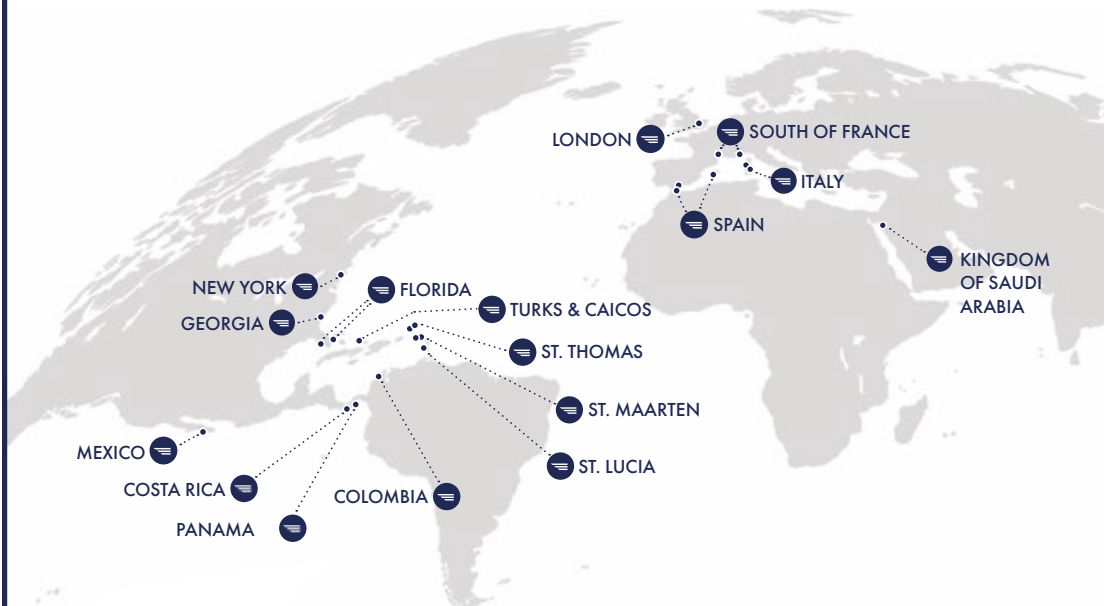 LONDON
SOUTH OF FRANCE
ITALY
SPAIN
KINGDOM
OF SAUDI
ARABIA
NEW YORK
FLORIDA
GEORGIA
TURKS & CAICOS
ST. THOMAS
ST. MAARTEN
MEXICO
ST. LUCIA
COSTA RICA
COLOMBIA
PANAMA